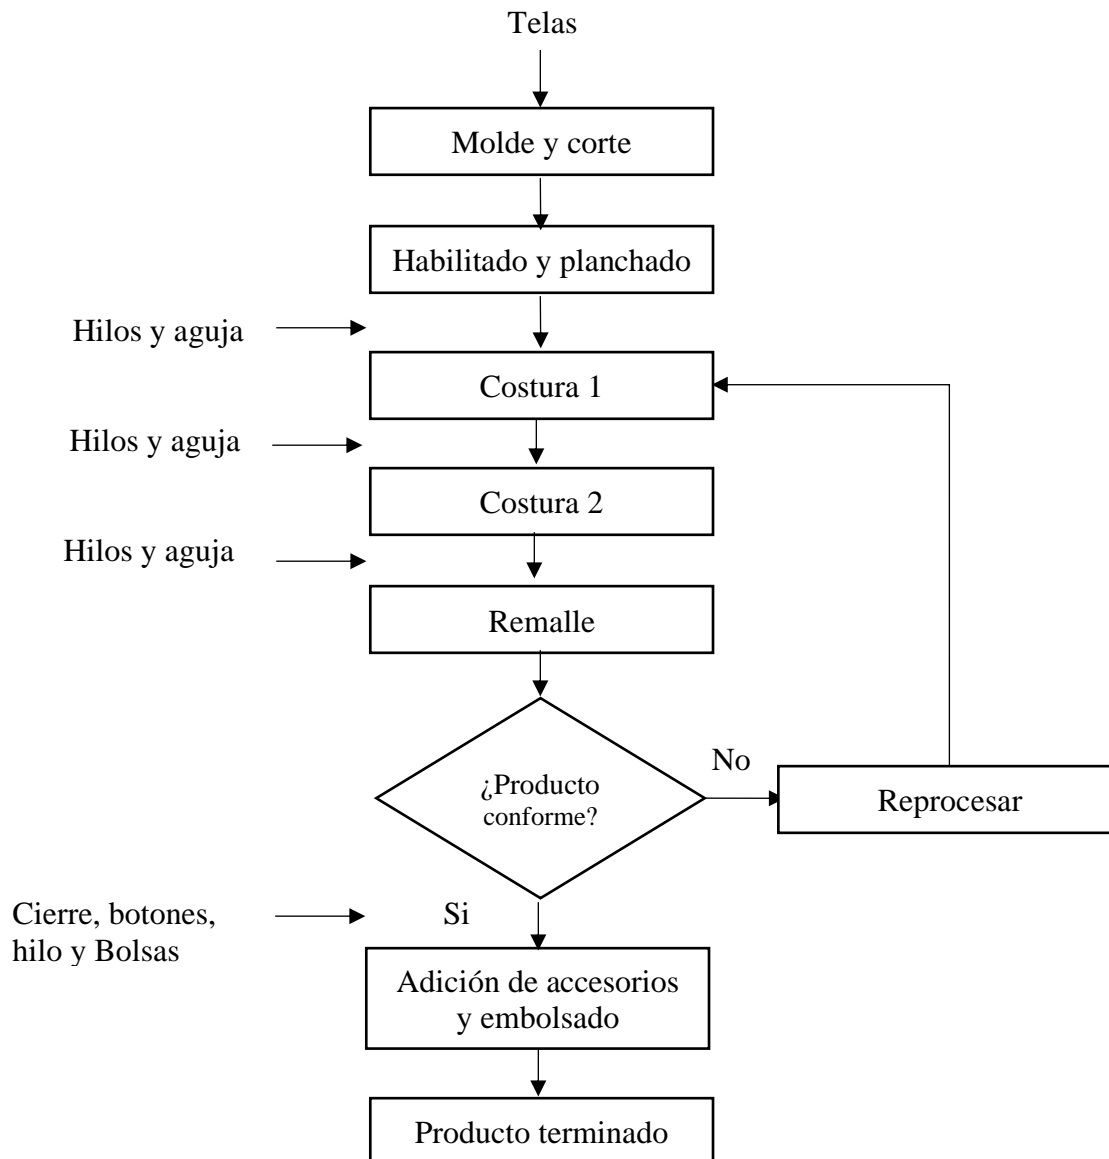 Telas
Molde y corte
Habilitado y planchado
Hilos y aguja
Costura 1
Hilos y aguja
Costura 2
Hilos y aguja
Remalle
¿Producto
conforme?
No
Reprocesar
Cierre, botones,
hilo y Bolsas
Si
Adición de accesorios
y embolsado
Producto terminado